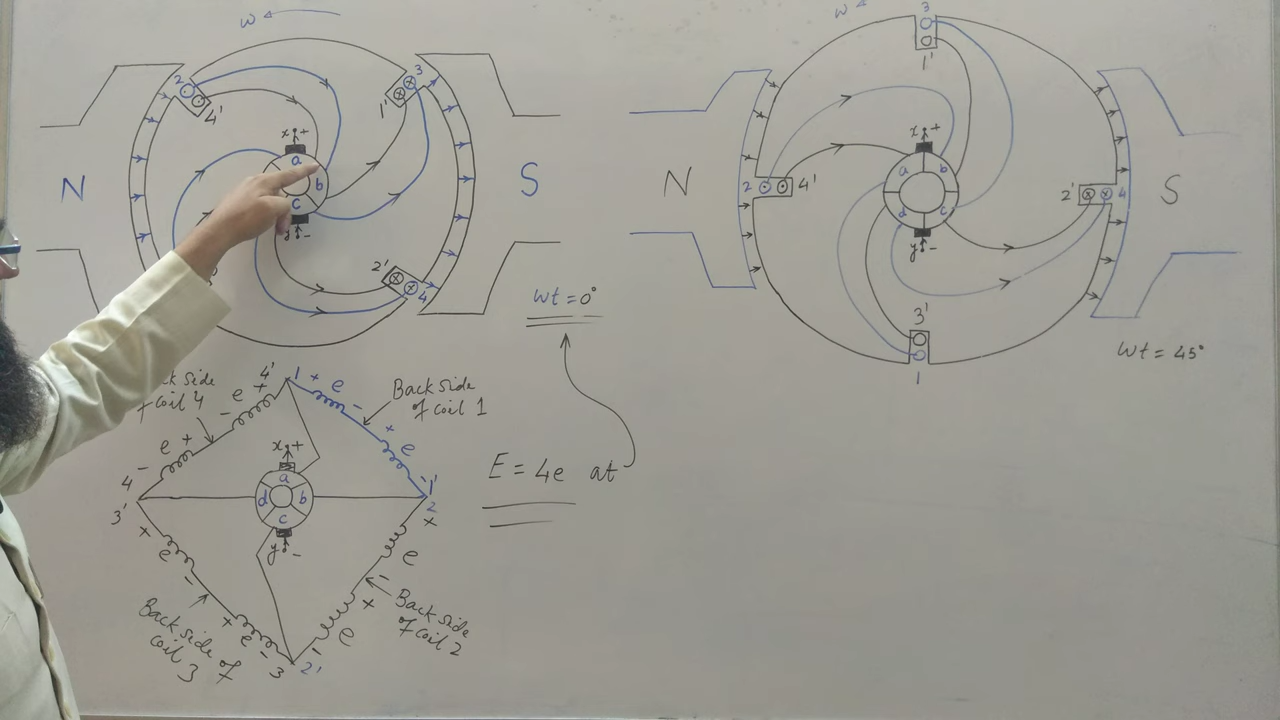 ω
2
4'
3
1'
x +
a
b
c
y -
N
S
2'
4
ωt = 0°
ω
3
1'
N
2
4'
x +
a
b
c
d
y -
2'
4
S
3'
1
ωt = 45°
Side
of coil 4
4'
1
+ e -
Back side
of coil 1
+ e -
- e +
- e +
x +
a
b
c
d
y -
4
3'
1'
2
E = 4e at
+ e -
+ e -
Back side of
coil 3
+ e -
+ e -
Back side
of coil 2
3
2'